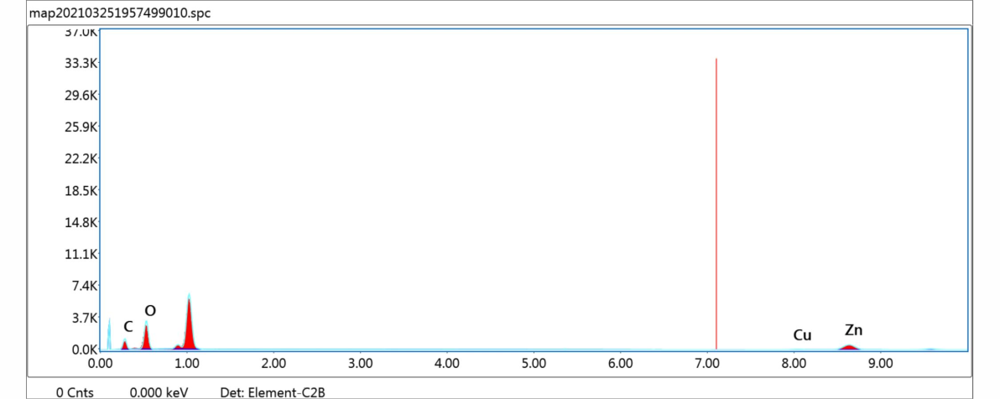 map202103251957499010.spc
37.0K
33.3K
29.6K
25.9K
22.2K
18.5K
14.8K
11.1K
7.4K
3.7K
0.0K
C
O
Cu
Zn
0.00 1.00 2.00 3.00 4.00 5.00 6.00 7.00 8.00 9.00
0 Cnts 0.000 keV Det: Element-C2B